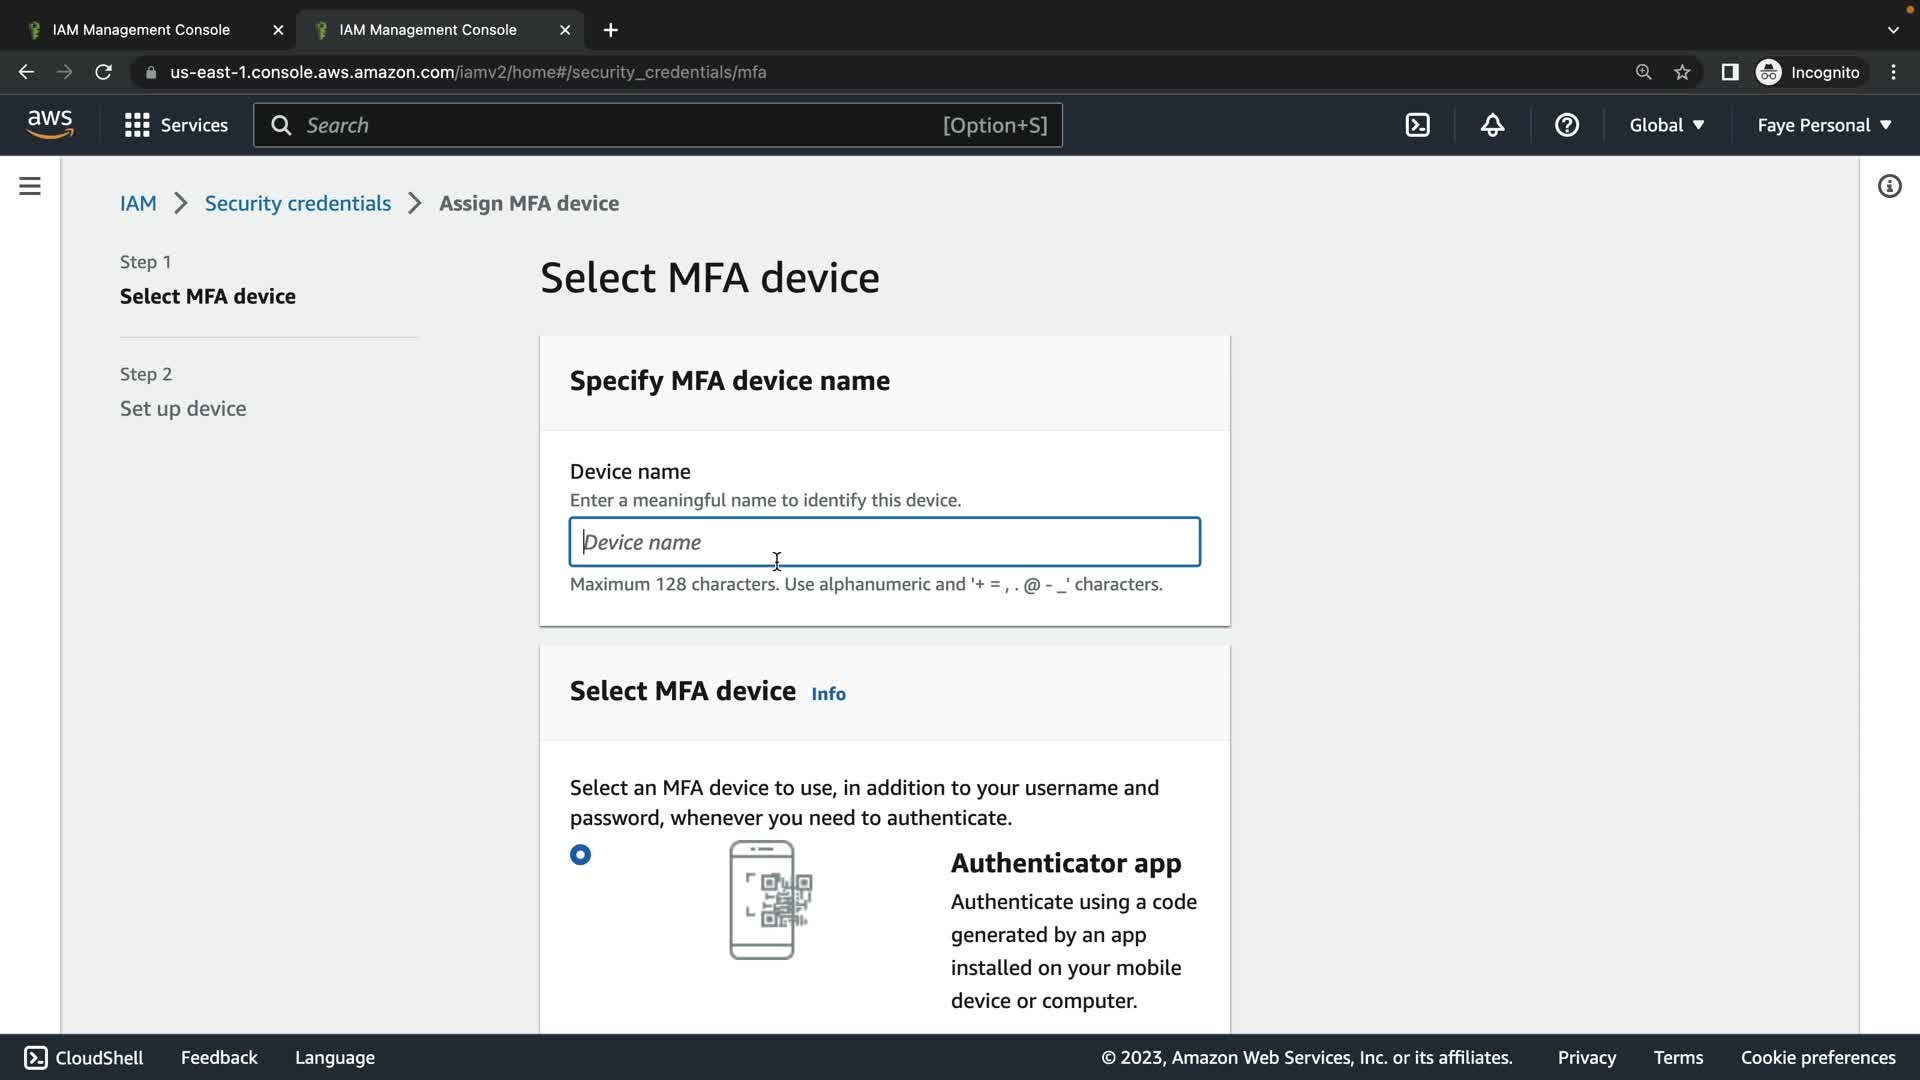 IAM Management Console
IAM Management Console
us-east-1.console.aws.amazon.com/iamv2/home#/security_credentials/mfa
Incognito
aws
Services
Search
[Option+S]
Global
Faye Personal
IAM
Security credentials
Assign MFA device
Step 1
Select MFA device
Step 2
Set up device
Select MFA device
Specify MFA device name
Device name
Enter a meaningful name to identify this device.
Device name
Maximum 128 characters. Use alphanumeric and '+ = , . @ - _' characters.
Select MFA device Info
Select an MFA device to use, in addition to your username and
password, whenever you need to authenticate.
Authenticator app
Authenticate using a code
generated by an app
installed on your mobile
device or computer.
CloudShell
Feedback
Language
© 2023, Amazon Web Services, Inc. or its affiliates.
Privacy
Terms
Cookie preferences